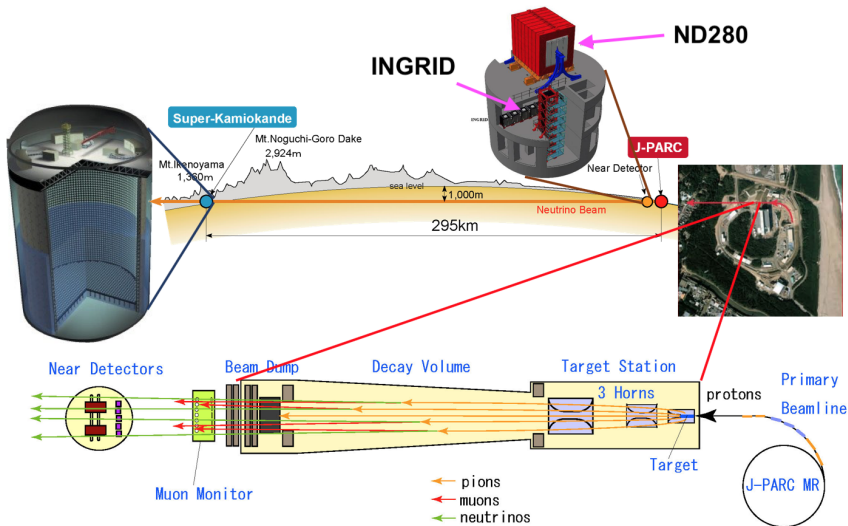 ND280
INGRID
INGRID
Super-Kamiokande
J-PARC
Mt.Noguchi-Goro Dake
2,924m
Mt.Ikenoyama
1,360m
Near Detector
sea level
1,000m
Neutrino Beam
295km
Near Detectors
Beam Dump
Decay Volume
Target Station
3 Horns
protons
Primary
Beamline
Target
Muon Monitor
J-PARC MR
pions
muons
neutrinos